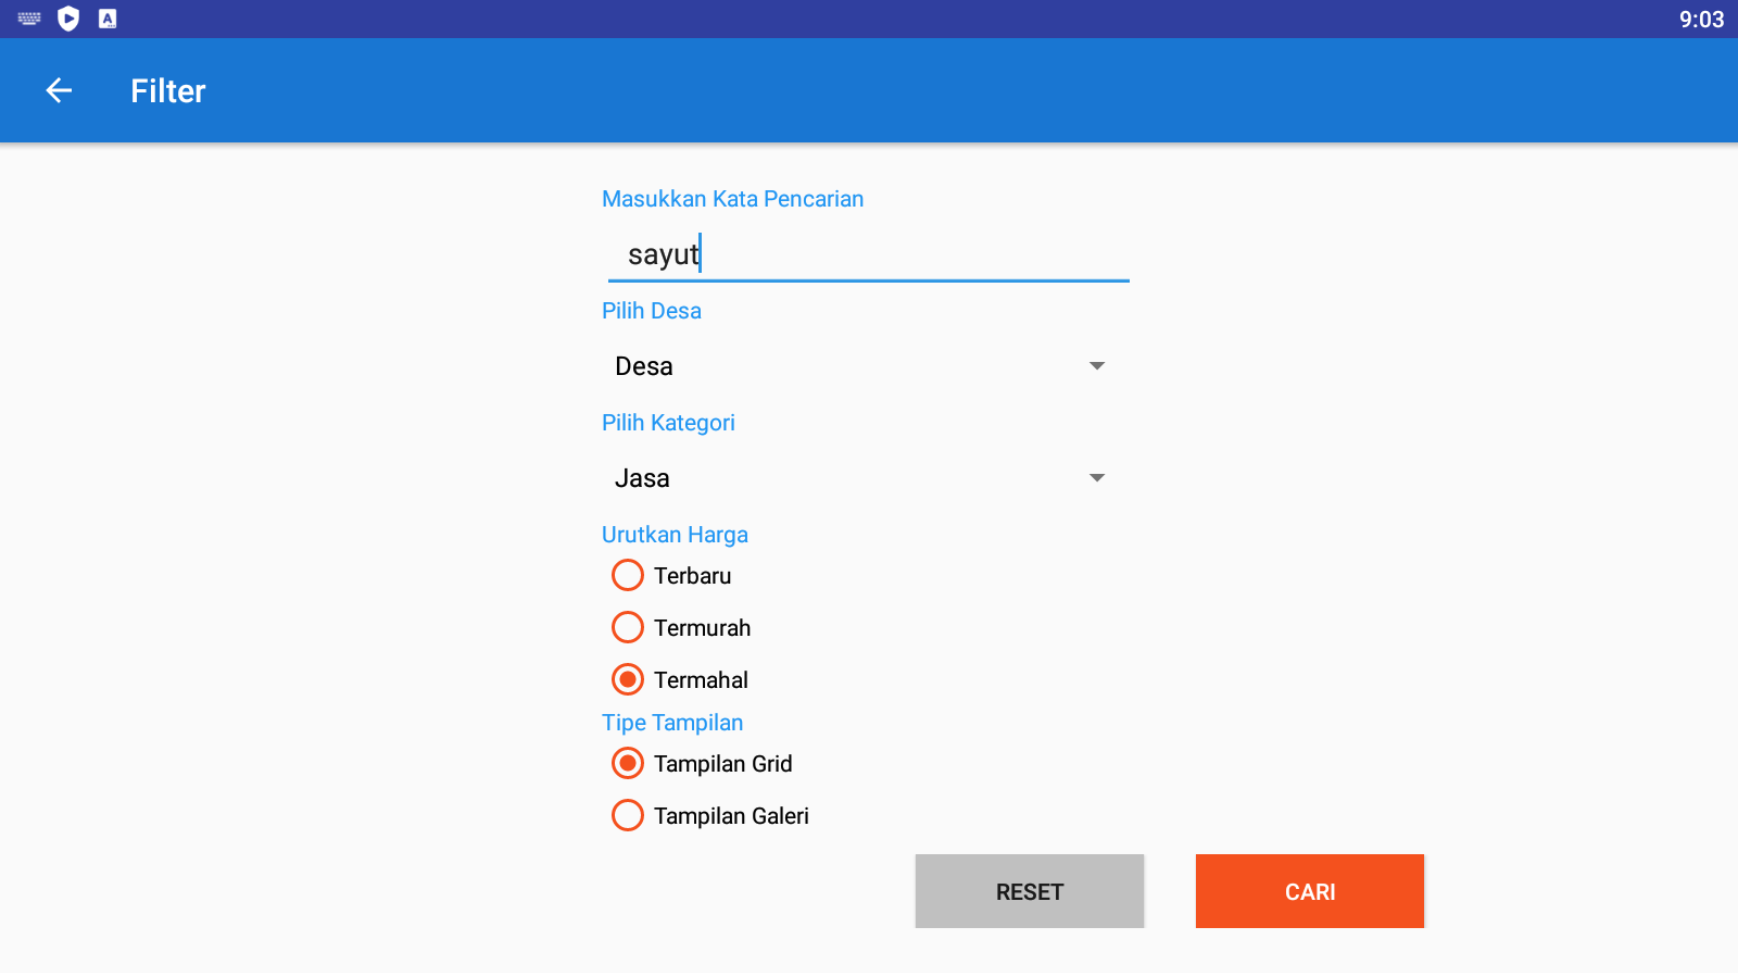 9:03
Filter
Masukkan Kata Pencarian
sayut
Pilih Desa
Desa
Pilih Kategori
Jasa
Urutkan Harga
Terbaru
Termurah
Termahal
Tipe Tampilan
Tampilan Grid
Tampilan Galeri
RESET
CARI